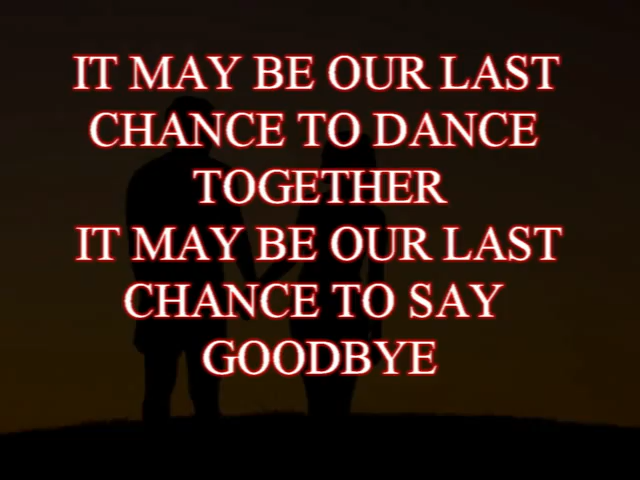 IT MAY BE OUR LAST
CHANCE TO DANCE
TOGETHER
IT MAY BE OUR LAST
CHANCE TO SAY
GOODBYE